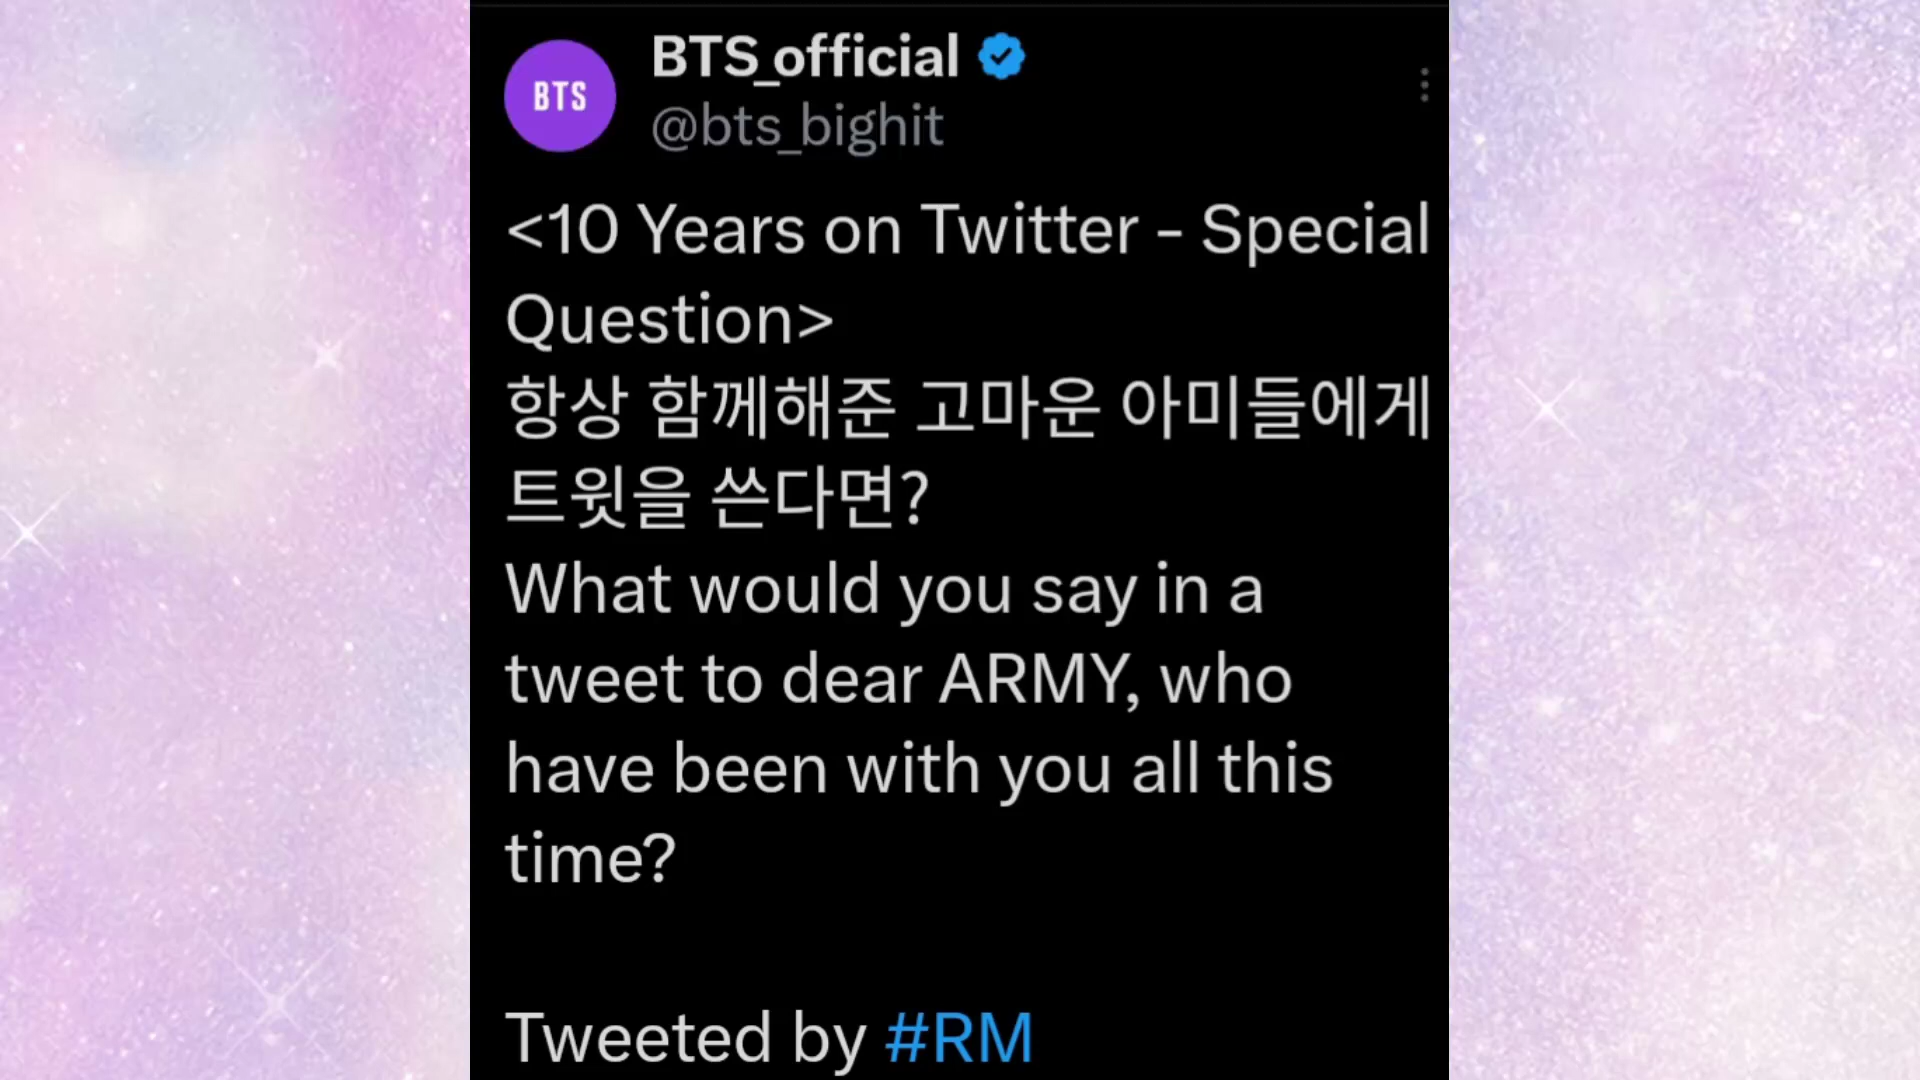 BTS
BTS_official
@bts_bighit
<10 Years on Twitter - Special
Question>
항상 함께해준 고마운 아미들에게
트윗을 쓴다면?
What would you say in a
tweet to dear ARMY, who
have been with you all this
time?
Tweeted by #RM